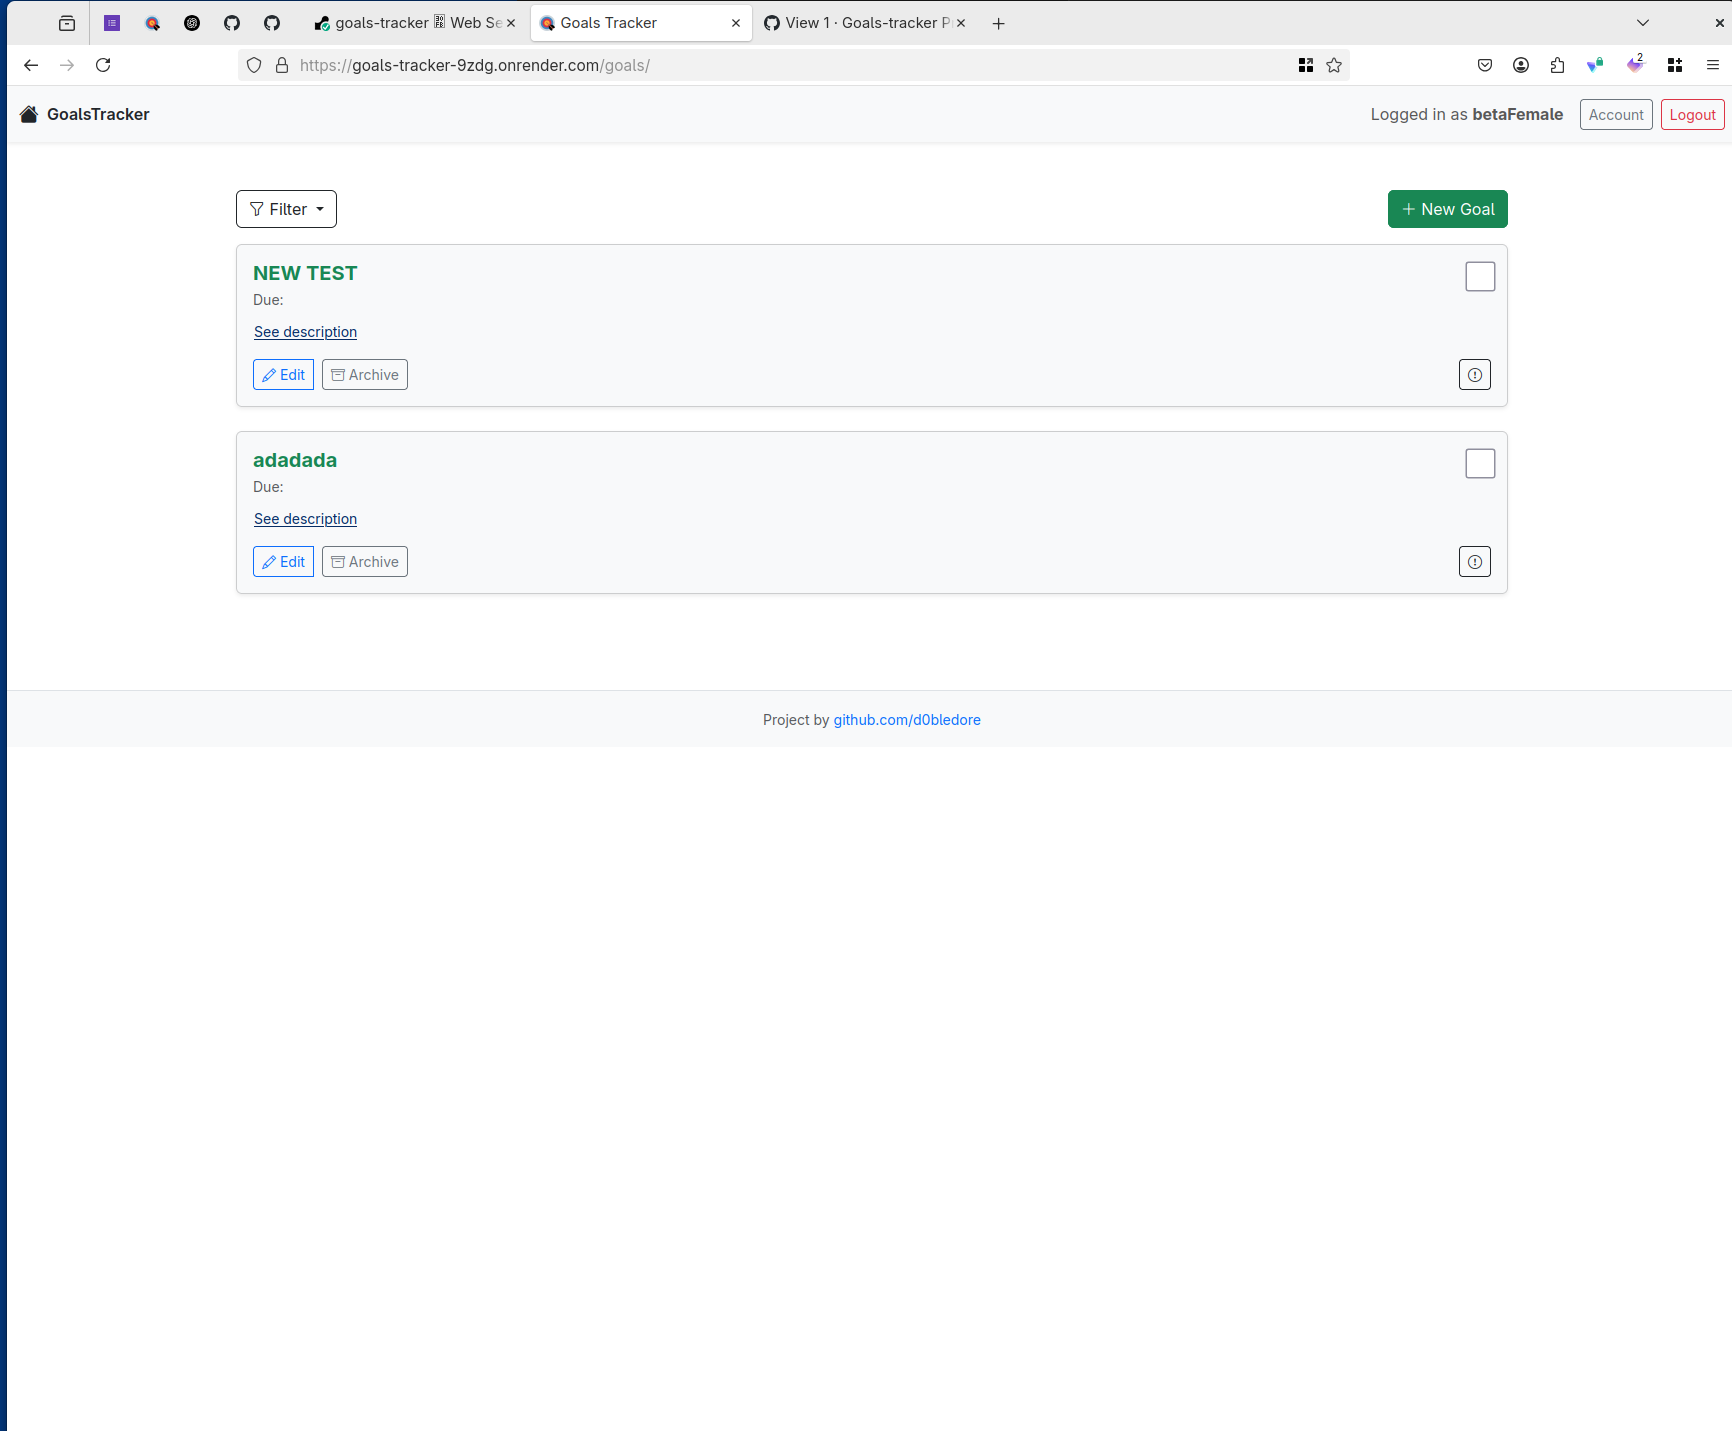 goals-tracker Web Se
Goals Tracker
View 1 · Goals-tracker P
https://goals-tracker-9zdg.onrender.com/goals/
2
GoalsTracker
Logged in as betaFemale
Account
Logout
Filter
+ New Goal
NEW TEST
Due:
See description
Edit
Archive
adadada
Due:
See description
Edit
Archive
Project by github.com/d0bledore